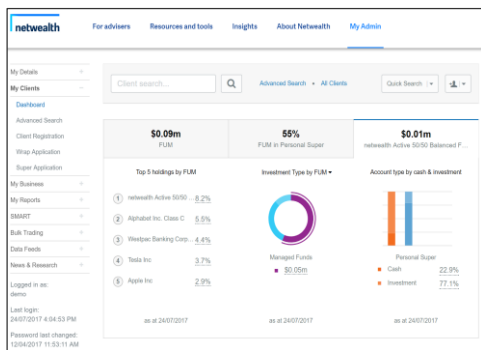 netwealth
For advisers
Resources and tools
Insights
About Netwealth
My Admin
My Details
My Clients
Dashboard
Advanced Search
Client Registration
Wrap Application
Super Application
My Business
My Reports
SMART
Bulk Trading
Data Feeds
News & Research
Logged in as:
demo
Last login:
24/07/2017 4:04:53 PM
Password last changed:
12/04/2017 11:53:11 AM
Client search...
Advanced Search
All Clients
Quick Search
$0.09m
FUM
55%
FUM in Personal Super
$0.01m
netwealth Active 50/50 Balanced F...
Top 5 holdings by FUM
1 netwealth Active 50/50 ... 8.2%
2 Alphabet Inc. Class C 5.5%
3 Westpac Banking Corp... 4.4%
4 Tesla Inc 3.7%
5 Apple Inc 2.9%
as at 24/07/2017
Investment Type by FUM
Managed Funds
$0.05m
as at 24/07/2017
Account type by cash & investment
Personal Super
Cash 22.9%
Investment 77.1%
as at 24/07/2017